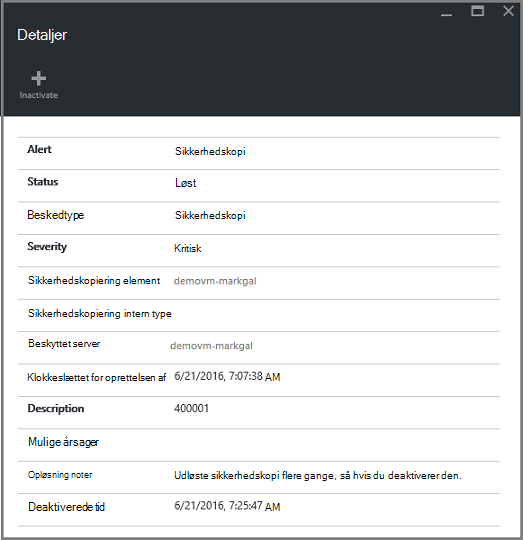 Detaljer
Inactivate
Alert Sikkerhedskopi
Status Løst
Beskedtype Sikkerhedskopi
Severity Kritisk
Sikkerhedskopiering element demovm-markgal
Sikkerhedskopiering intern type
Beskyttet server demovm-markgal
Klokkeslættet for oprettelsen af 6/21/2016, 7:07:38 AM
Description 400001
Mulige årsager
Opløsning noter Udløste sikkerhedskopi flere gange, så hvis du deaktiverer den.
Deaktiverede tid 6/21/2016, 7:25:47 AM